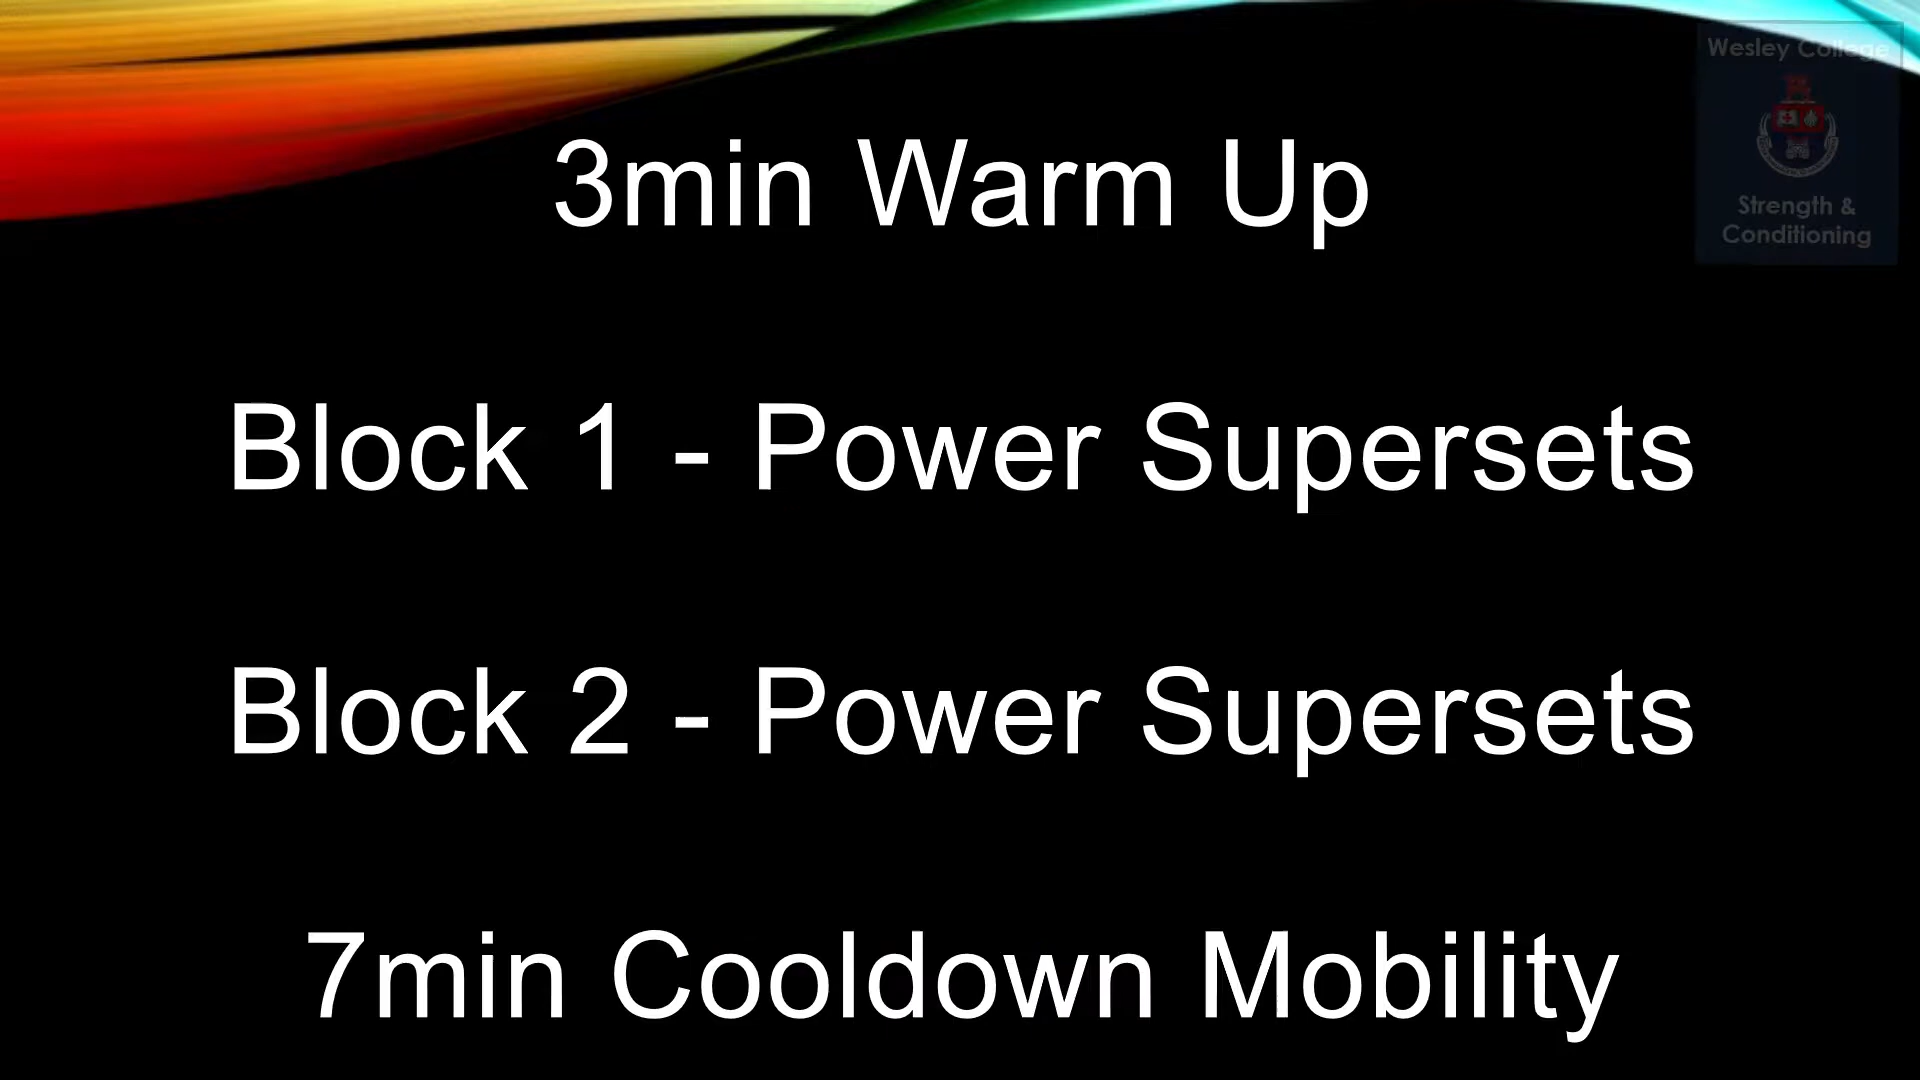 Wesley College
3min Warm Up
Strength &
Conditioning
Block 1 - Power Supersets
Block 2 - Power Supersets
7min Cooldown Mobility